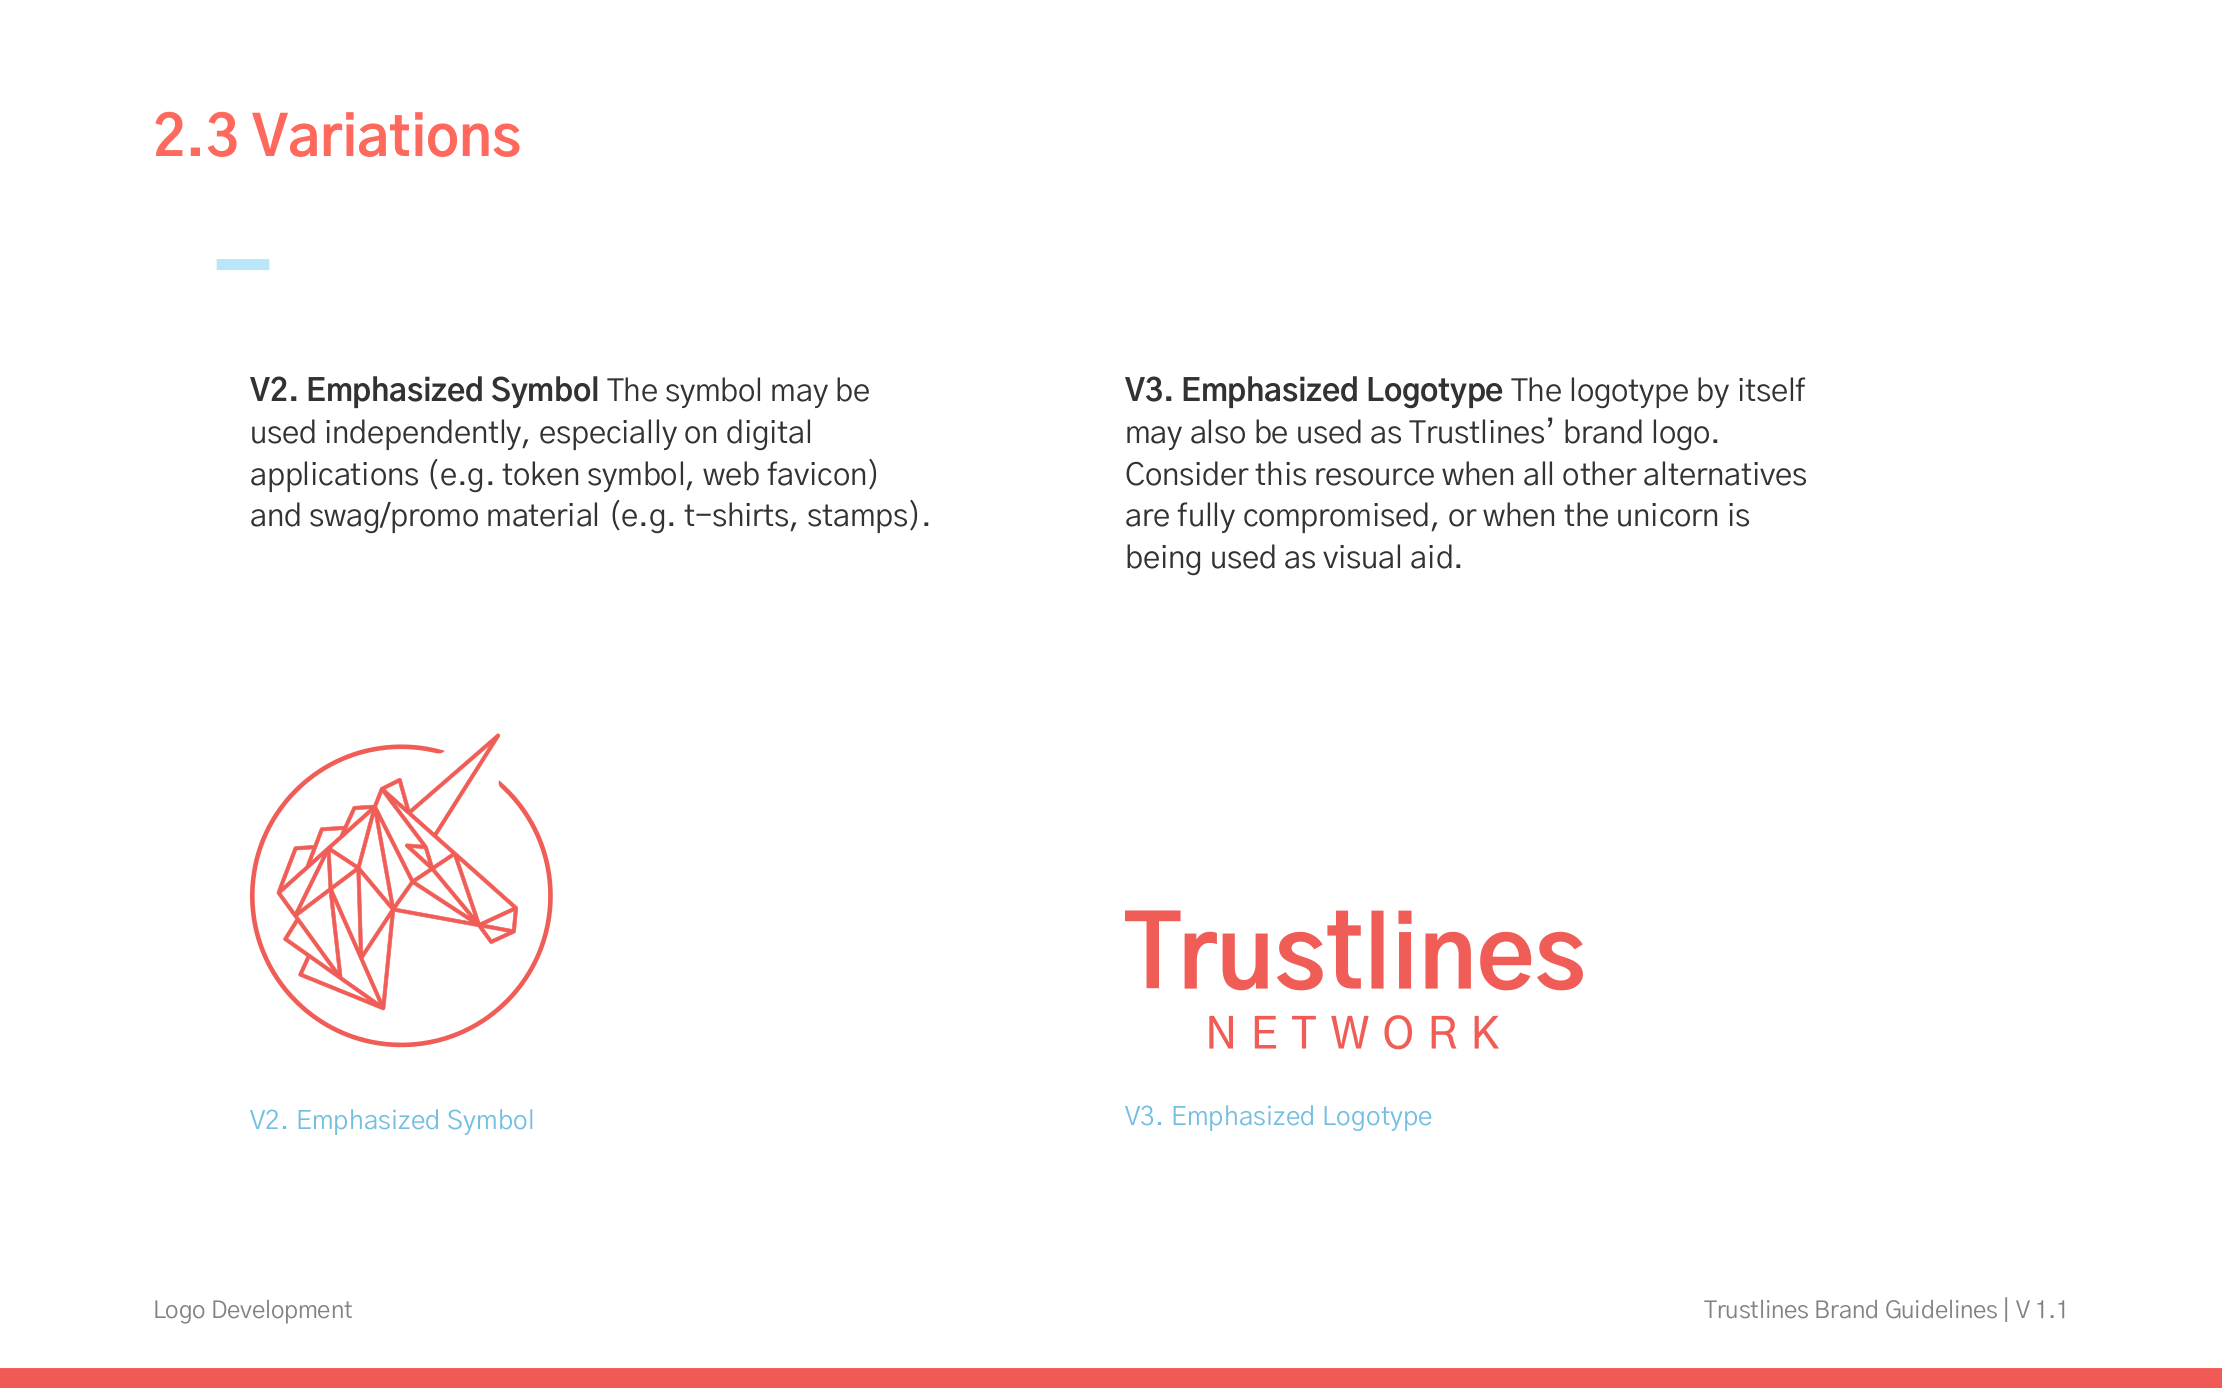 2.3 Variations
V2. Emphasized Symbol The symbol may be
used independently, especially on digital
applications (e.g. token symbol, web favicon)
and swag/promo material (e.g. t-shirts, stamps).
V3. Emphasized Logotype The logotype by itself
may also be used as Trustlines’ brand logo.
Consider this resource when all other alternatives
are fully compromised, or when the unicorn is
being used as visual aid.
V2. Emphasized Symbol
Trustlines
NETWORK
V3. Emphasized Logotype
Logo Development
Trustlines Brand Guidelines | V 1.1